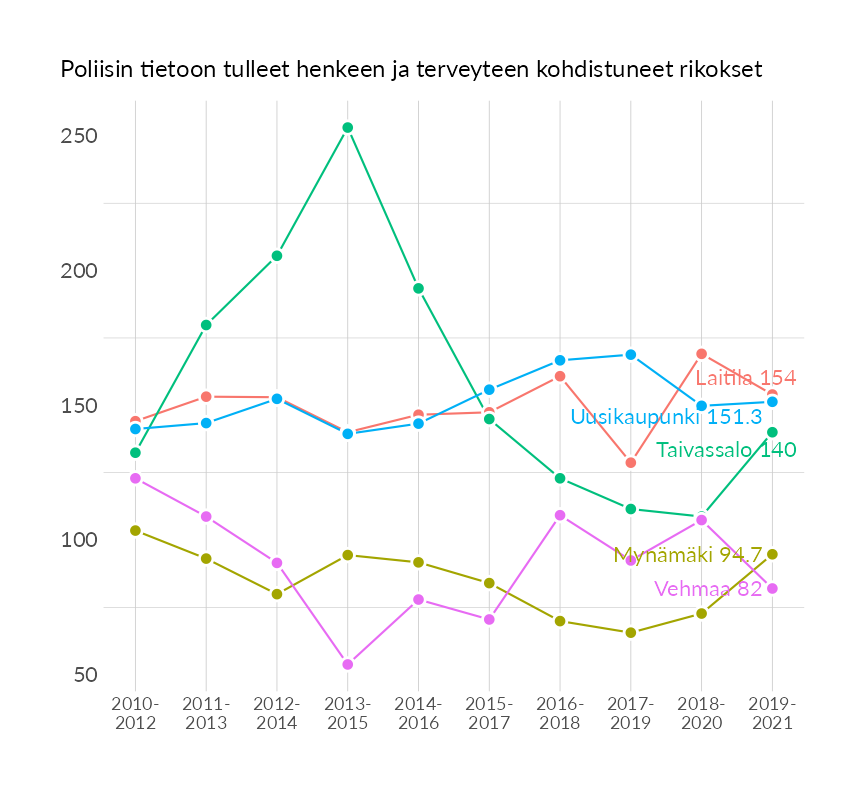 Poliisin tietoon tulleet henkeen ja terveyteen kohdistuneet rikokset
250
200
150
100
50
Laitila 154
Uusikaupunki 151.3
Taivassalo 140
Mynämäki 94.7
Vehmaa 82
2010- 2011- 2012- 2013- 2014- 2015- 2016- 2017- 2018- 2019-
2012 2013 2014 2015 2016 2017 2018 2019 2020 2021